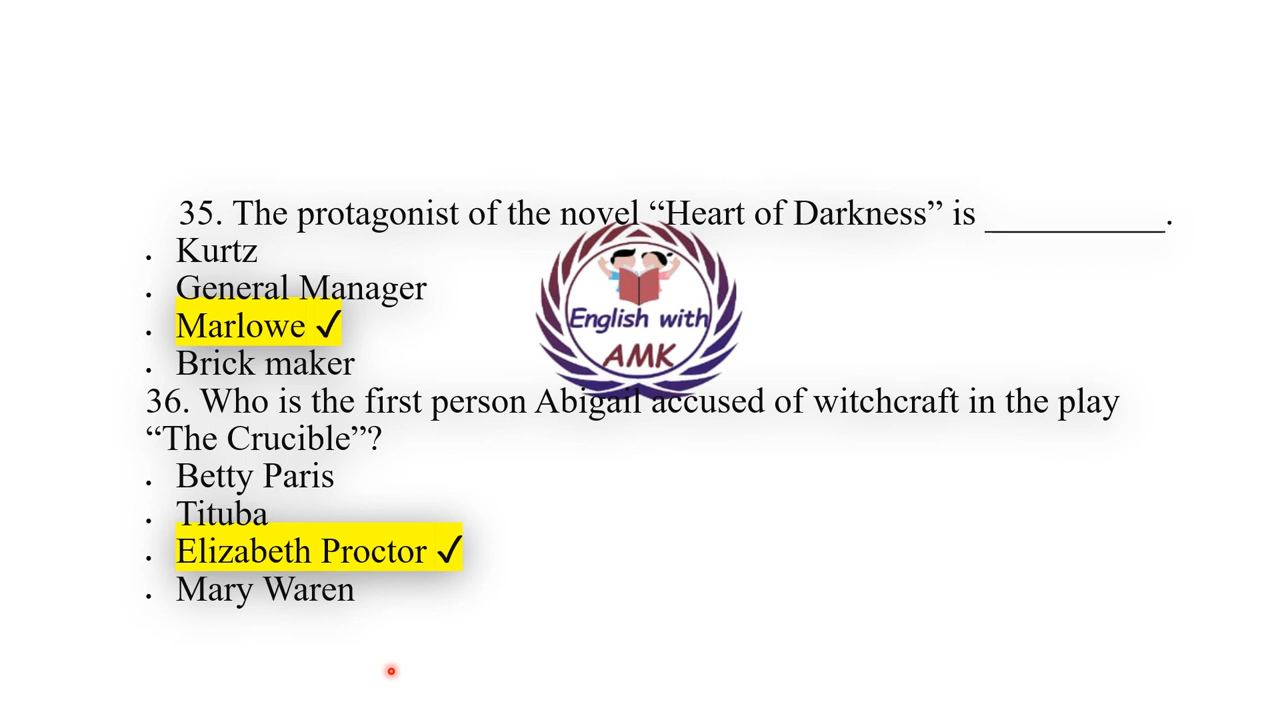 35. The protagonist of the novel “Heart of Darkness” is __________.
• Kurtz
• General Manager
• Marlowe ✓
• Brick maker
English with
AMK
36. Who is the first person Abigail accused of witchcraft in the play
“The Crucible”?
• Betty Paris
• Tituba
• Elizabeth Proctor ✓
• Mary Waren